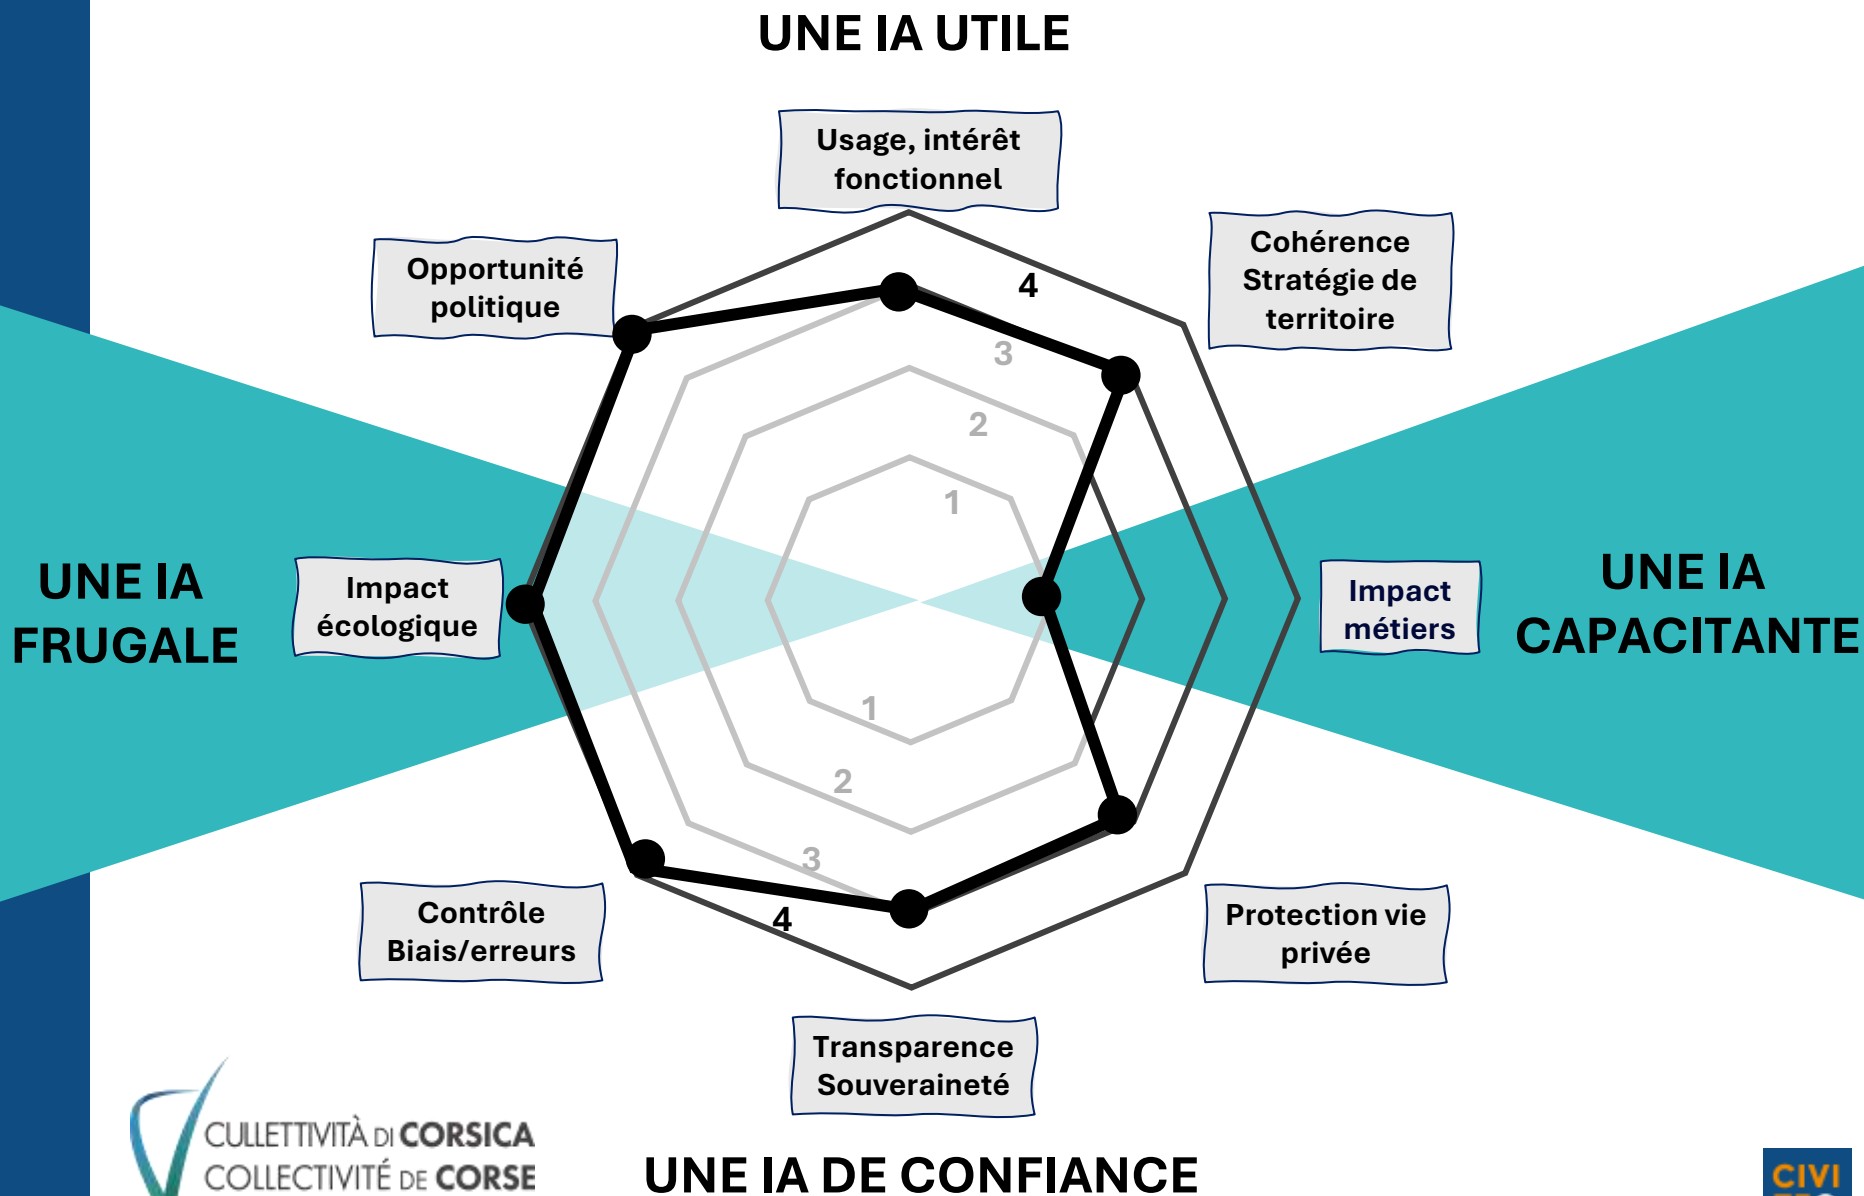 UNE IA UTILE
Usage, intérêt
fonctionnel
Opportunité
politique
Cohérence
Stratégie de
territoire
4
3
2
1
UNE IA
FRUGALE
Impact
écologique
Impact
métiers
UNE IA
CAPACITANTE
1
2
3
4
Contrôle
Biais/erreurs
Protection vie
privée
Transparence
Souveraineté
CULLETTIVITÀ DI CORSICA
COLLECTIVITÉ DE CORSE
UNE IA DE CONFIANCE
CIVI